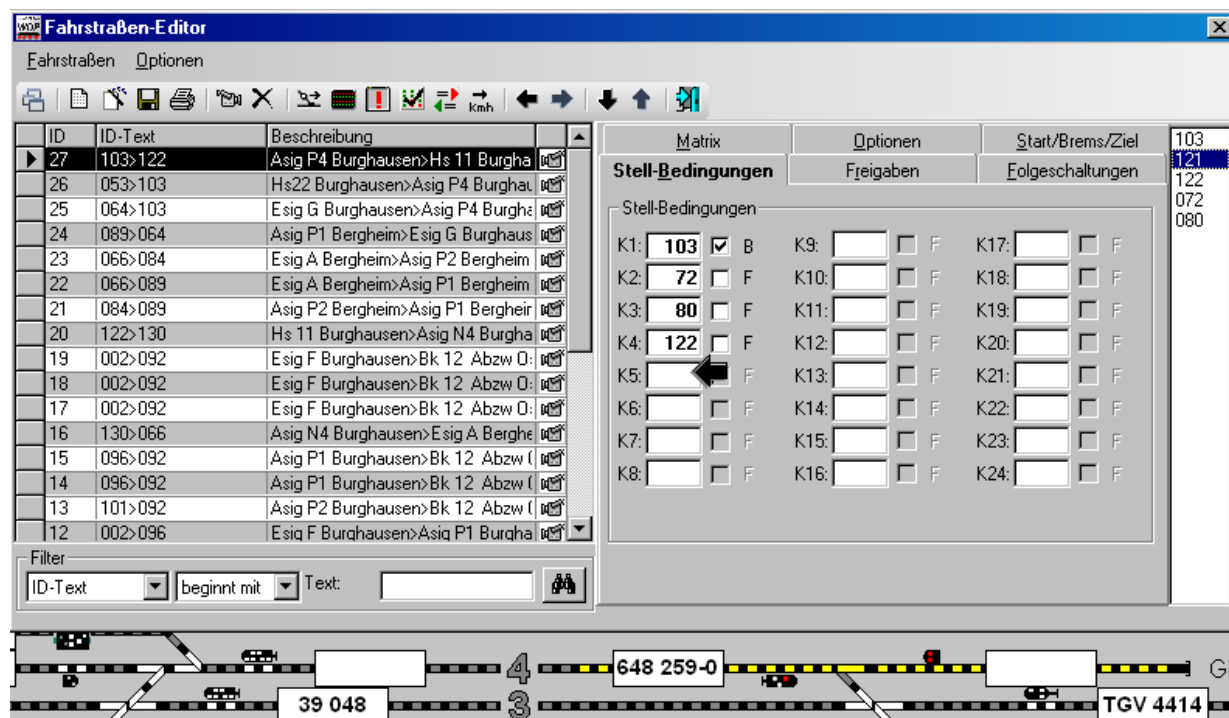 Fahrstraßen-Editor
Fahrstraßen Optionen
Kmh
ID ID-Text Beschreibung
27 103>122 Asig P4 Burghausen>Hs 11 Burgha
26 053>103 Hs22 Burghausen>Asig P4 Burghau
25 064>103 Esig G Burghausen>Asig P4 Burgha
24 089>064 Asig P1 Bergheim>Esig G Burghaus
23 066>084 Esig A Bergheim>Asig P2 Bergheim
22 066>089 Esig A Bergheim>Asig P1 Bergheim
21 084>089 Asig P2 Bergheim>Asig P1 Bergheir
20 122>130 Hs 11 Burghausen>Asig N4 Burgha
19 002>092 Esig F Burghausen>Bk 12 Abzw O
18 002>092 Esig F Burghausen>Bk 12 Abzw O
17 002>092 Esig F Burghausen>Bk 12 Abzw O
16 130>066 Asig N4 Burghausen>Esig A Berghe
15 096>092 Asig P1 Burghausen>Bk 12 Abzw (
14 096>092 Asig P1 Burghausen>Bk 12 Abzw (
13 101>092 Asig P2 Burghausen>Bk 12 Abzw (
12 002>096 Esig F Burghausen>Asig P1 Burgha
Filter
ID-Text beginnt mit Text:
Matrix Optionen Start/Brems/Ziel
Stell-Bedingungen Freigaben Folgeschaltungen
Stell-Bedingungen
K1: 103 B K9: F K17: F
K2: 72 F K10: F K18: F
K3: 80 F K11: F K19: F
K4: 122 F K12: F K20: F
K5: F K13: F K21: F
K6: F K14: F K22: F
K7: F K15: F K23: F
K8: F K16: F K24: F
103
121
122
072
080
4 648 259-0 G
39 048 3 TGV 4414